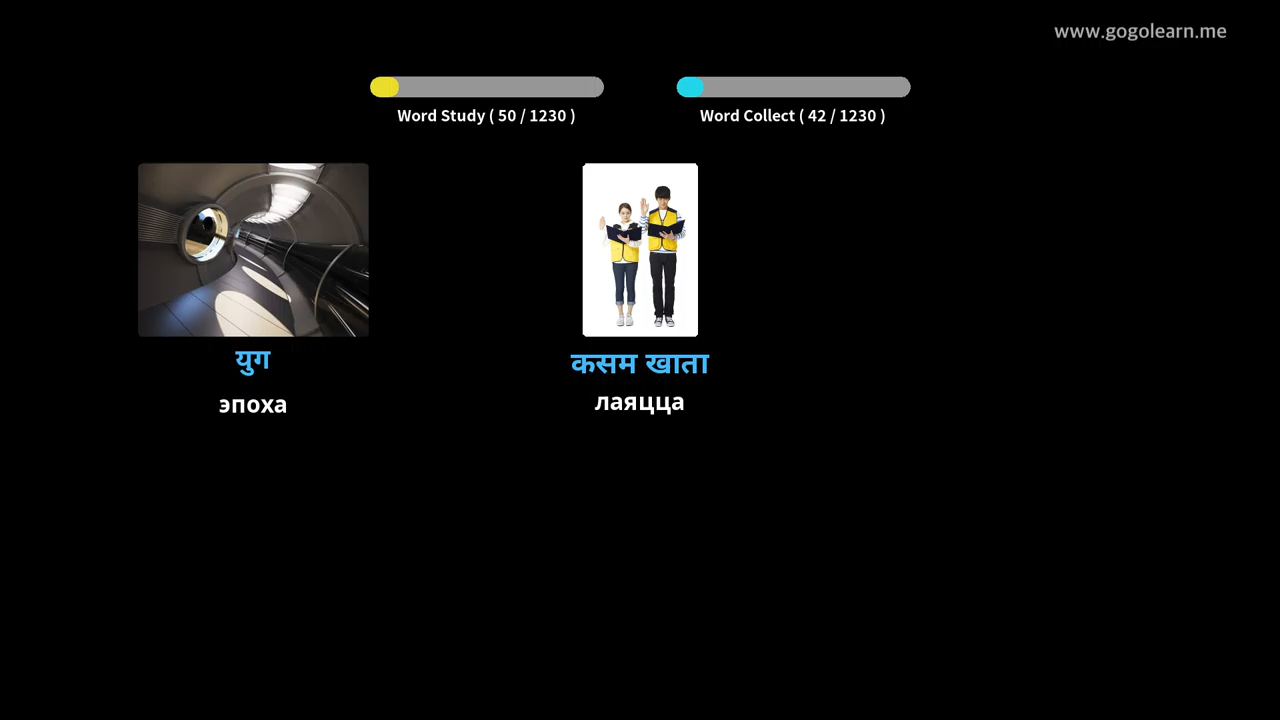 www.gogolearn.me
Word Study ( 50 / 1230 )
Word Collect ( 42 / 1230 )
युग
эпоха
कसम खाता
лаяцца